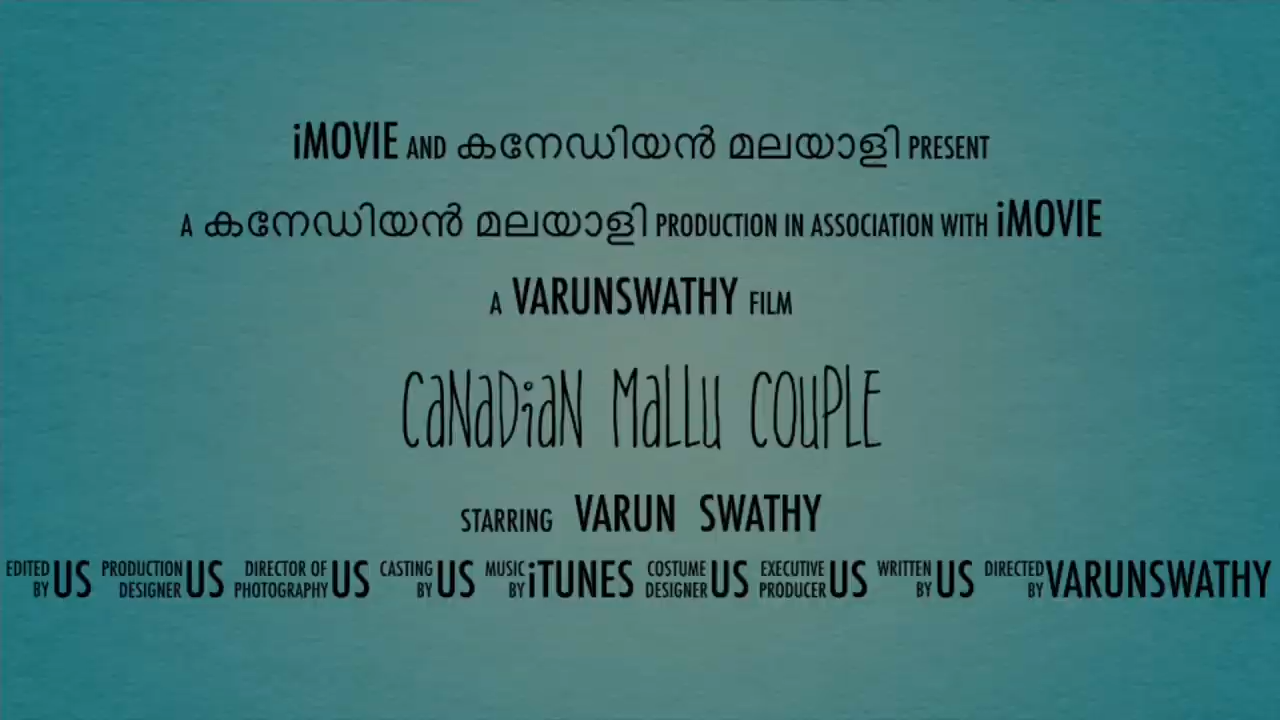 iMOVIE AND കനേഡിയൻ മലയാളി PRESENT
A കനേഡിയൻ മലയാളി PRODUCTION IN ASSOCIATION WITH iMOVIE
A VARUNSWATHY FILM
CaNaDiaN MaLLu COuPLE
STARRING VARUN SWATHY
EDITED BY US PRODUCTION DESIGNER US DIRECTOR OF PHOTOGRAPHY US CASTING BY US MUSIC BY iTUNES COSTUME DESIGNER US EXECUTIVE PRODUCER US WRITTEN BY US DIRECTED BY VARUNSWATHY